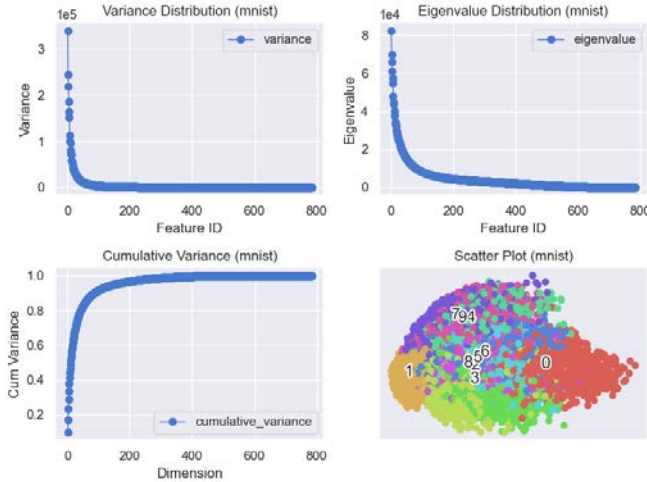 Variance Distribution (mnist)
1e5
variance
3
2
1
0
Variance
0
200
400
600
800
Feature ID
Eigenvalue Distribution (mnist)
1e4
eigenvalue
8
6
4
2
0
Eigenvalue
0
200
400
600
800
Feature ID
Cumulative Variance (mnist)
1.0
0.8
0.6
0.4
0.2
Cum Variance
cumulative_variance
0
200
400
600
800
Dimension
Scatter Plot (mnist)
794
856
2
0
1
3